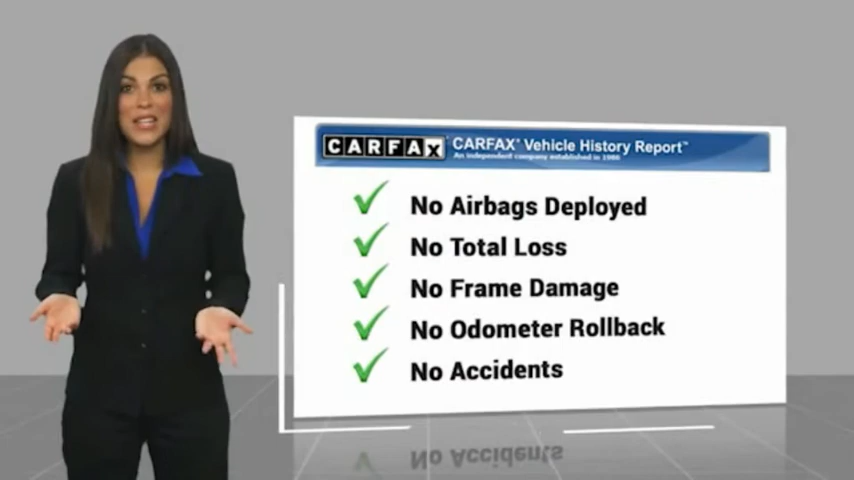 CARFAX CARFAX® Vehicle History Report™
An independent company established in 1986
No Airbags Deployed
No Total Loss
No Frame Damage
No Odometer Rollback
No Accidents
No Accidents